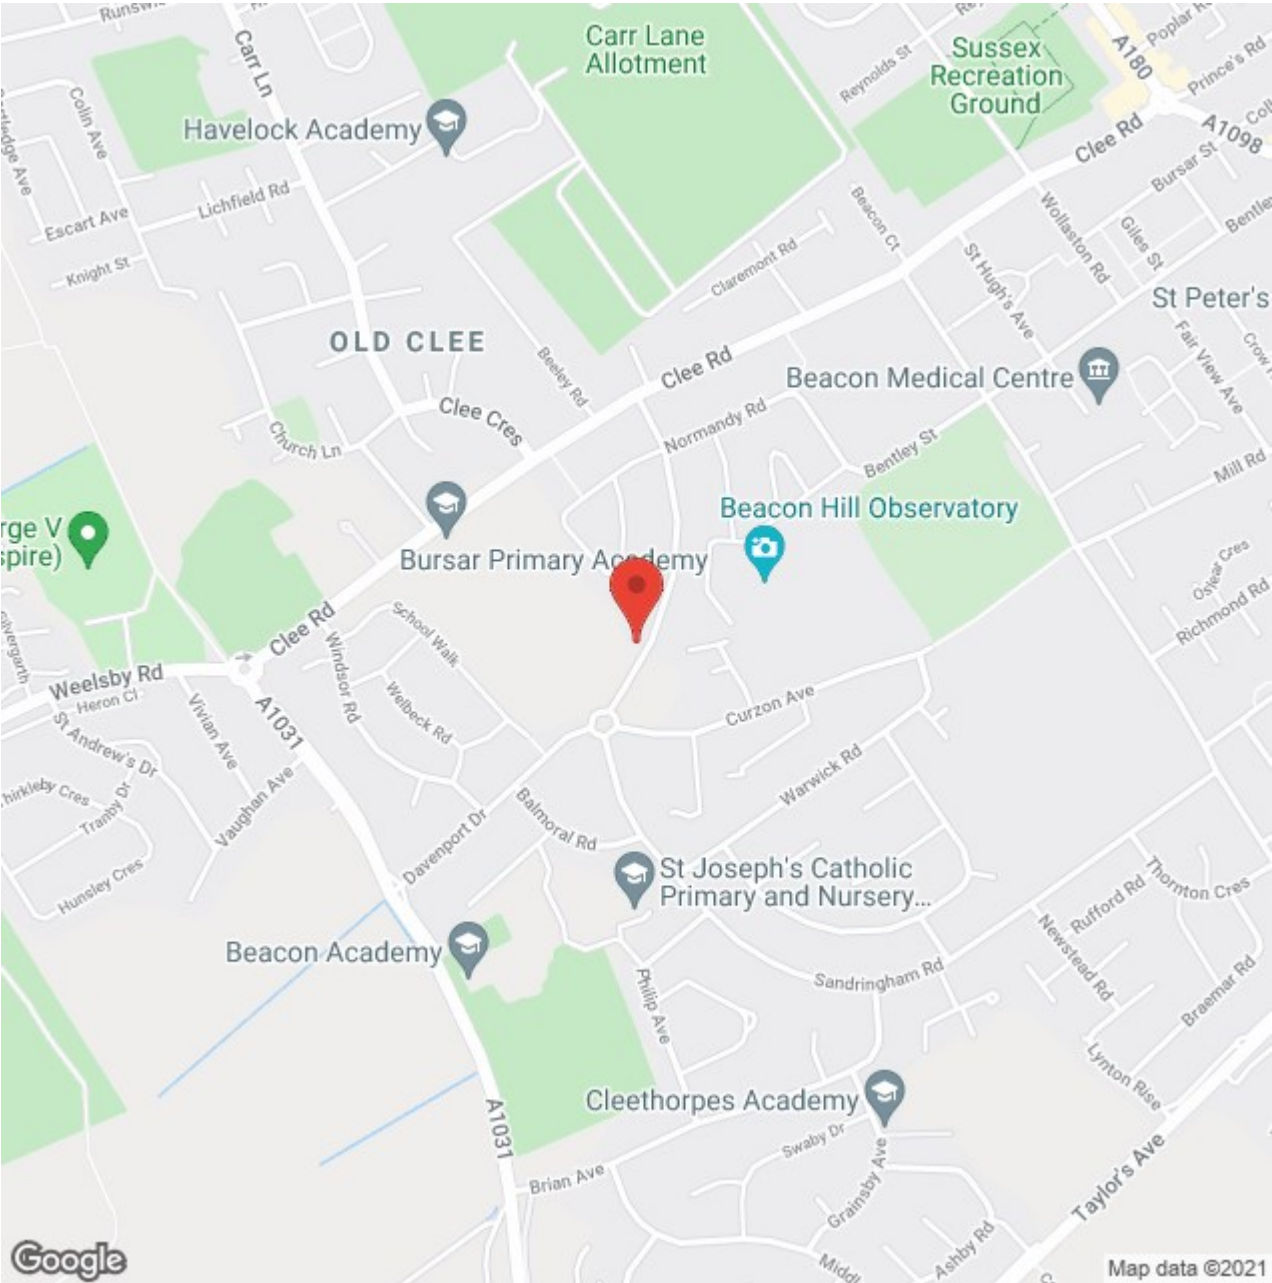 Carr Ln
Colin Ave
Carr Lane
Allotment
Reynolds St
Sussex
Recreation
Ground
A180
Poplar
Prince's Rd
Havelock Academy
Clee Rd
A1098
Bursar St
Lichfield Rd
Escart Ave
Knight St
Beacon Ct
Wollaston Rd
Giles St
Claremont Rd
St Hugh's Ave
St Peter's
OLD CLEE
Beeley Rd
Clee Rd
Fair View Ave
Beacon Medical Centre
Clee Cres
Normandy Rd
Church Ln
Bentley St
Mill Rd
Beacon Hill Observatory
rge V
spire)
Bursar Primary Academy
Richmond Rd
School Walk
Clee Rd
Windsor Rd
Weelsby Rd
Heron Cl
Welbeck Rd
Vivian Ave
A1031
Curzon Ave
St Andrew's Dr
Warwick Rd
Tranby Dr
Vaughan Ave
Balmoral Rd
Davenport Dr
Hunsley Cres
St Joseph's Catholic
Primary and Nursery...
Thornton Cres
Rufford Rd
Newstead Rd
Beacon Academy
Sandringham Rd
Philip Ave
Braemar Rd
Lynton Rise
Cleethorpes Academy
A1031
Swaby Dr
Taylor's Ave
Brian Ave
Grainsby Ave
Ashby Rd
Middl
Google
Map data ©2021